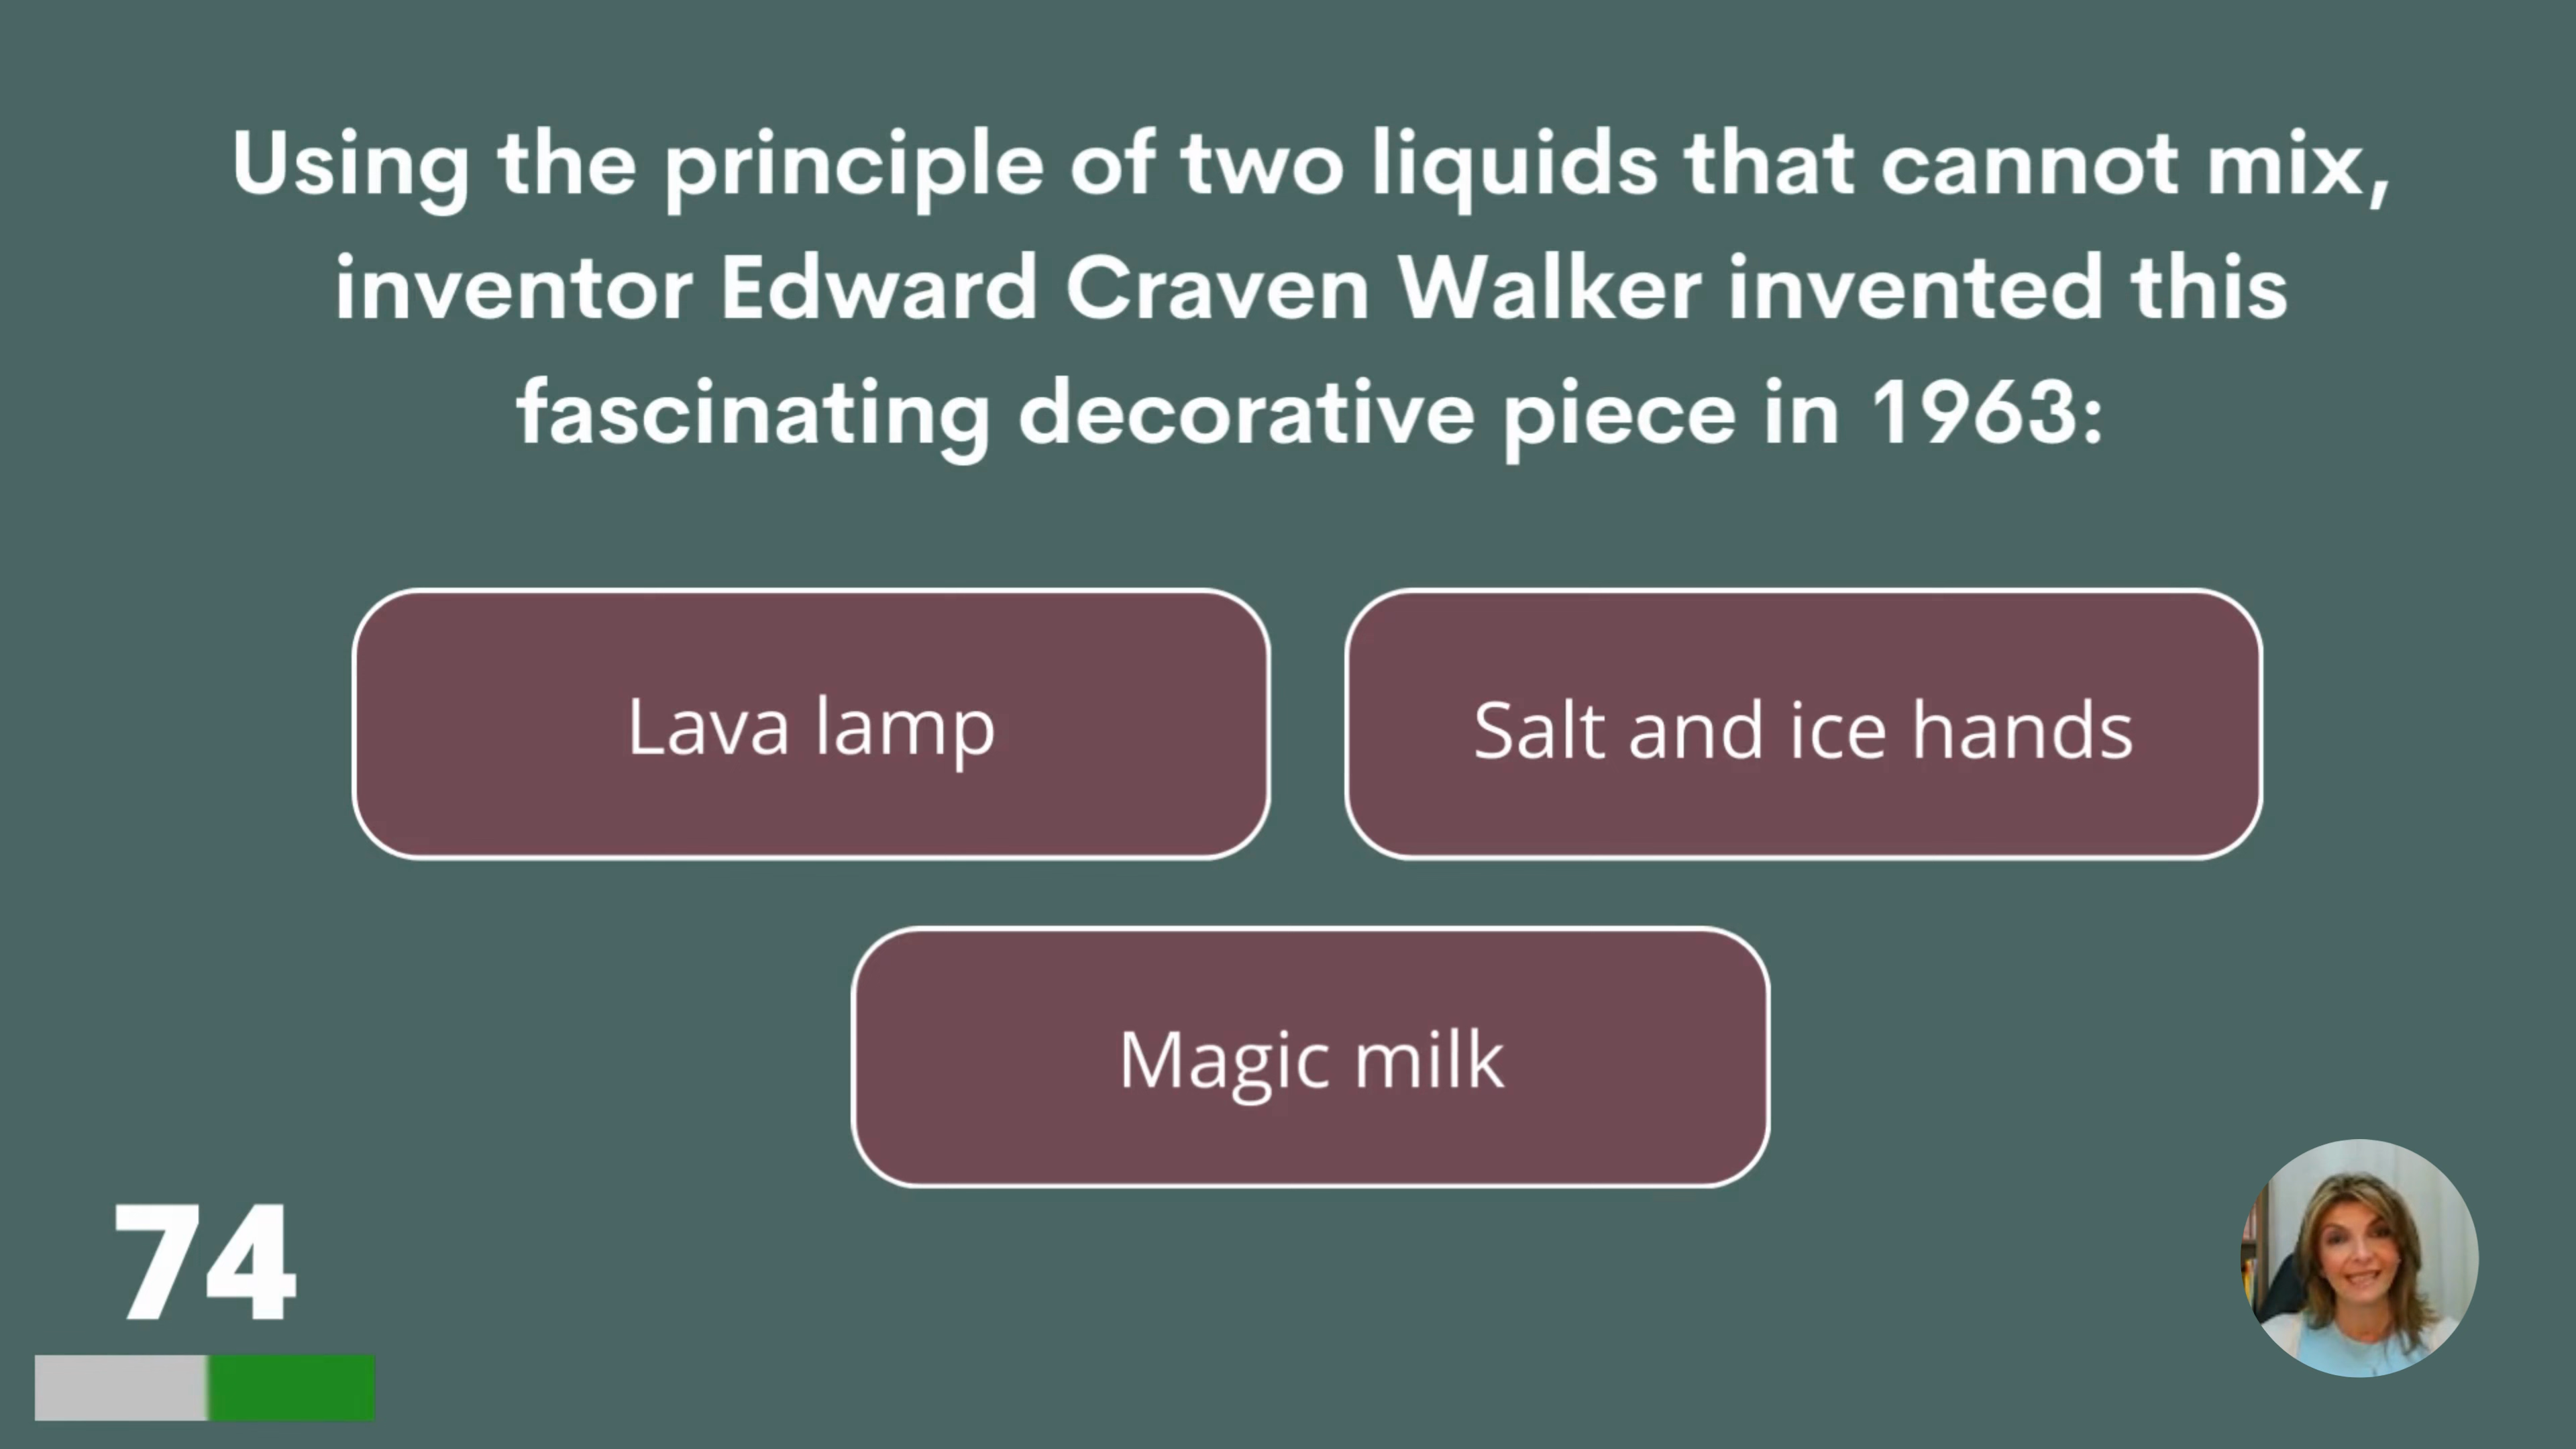 Using the principle of two liquids that cannot mix,
inventor Edward Craven Walker invented this
fascinating decorative piece in 1963:
Lava lamp
Salt and ice hands
Magic milk
74